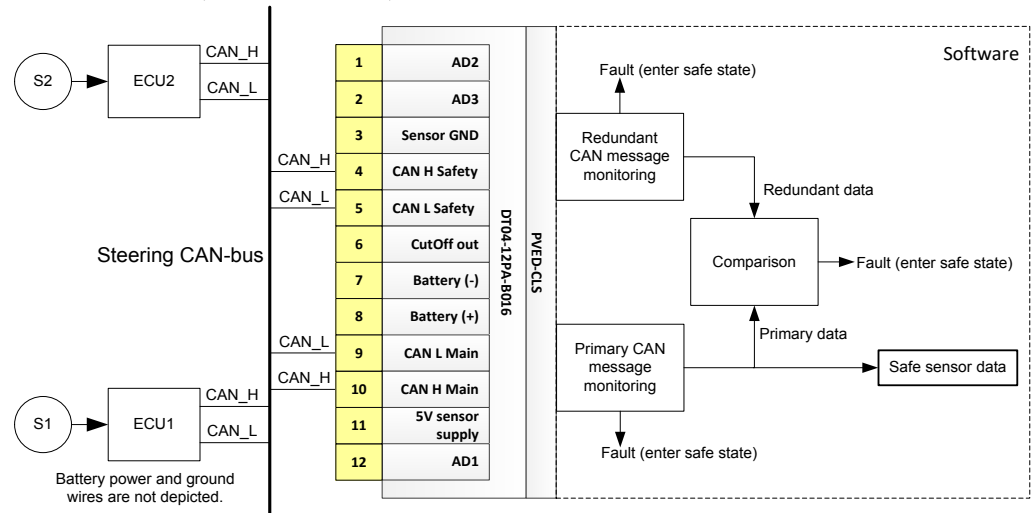 S2
ECU2
CAN_H
CAN_L
CAN_H
CAN_L
Steering CAN-bus
CAN_L
CAN_H
S1
ECU1
CAN_H
CAN_L
Battery power and ground
wires are not depicted.
1 AD2
2 AD3
3 Sensor GND
4 CAN H Safety
5 CAN L Safety
6 CutOff out
7 Battery (-)
8 Battery (+)
9 CAN L Main
10 CAN H Main
11 5V sensor
supply
12 AD1
DT04-12PA-B016
PVED-CLS
Software
Fault (enter safe state)
Redundant
CAN message
monitoring
Redundant data
Comparison
Fault (enter safe state)
Primary data
Primary CAN
message
monitoring
Safe sensor data
Fault (enter safe state)